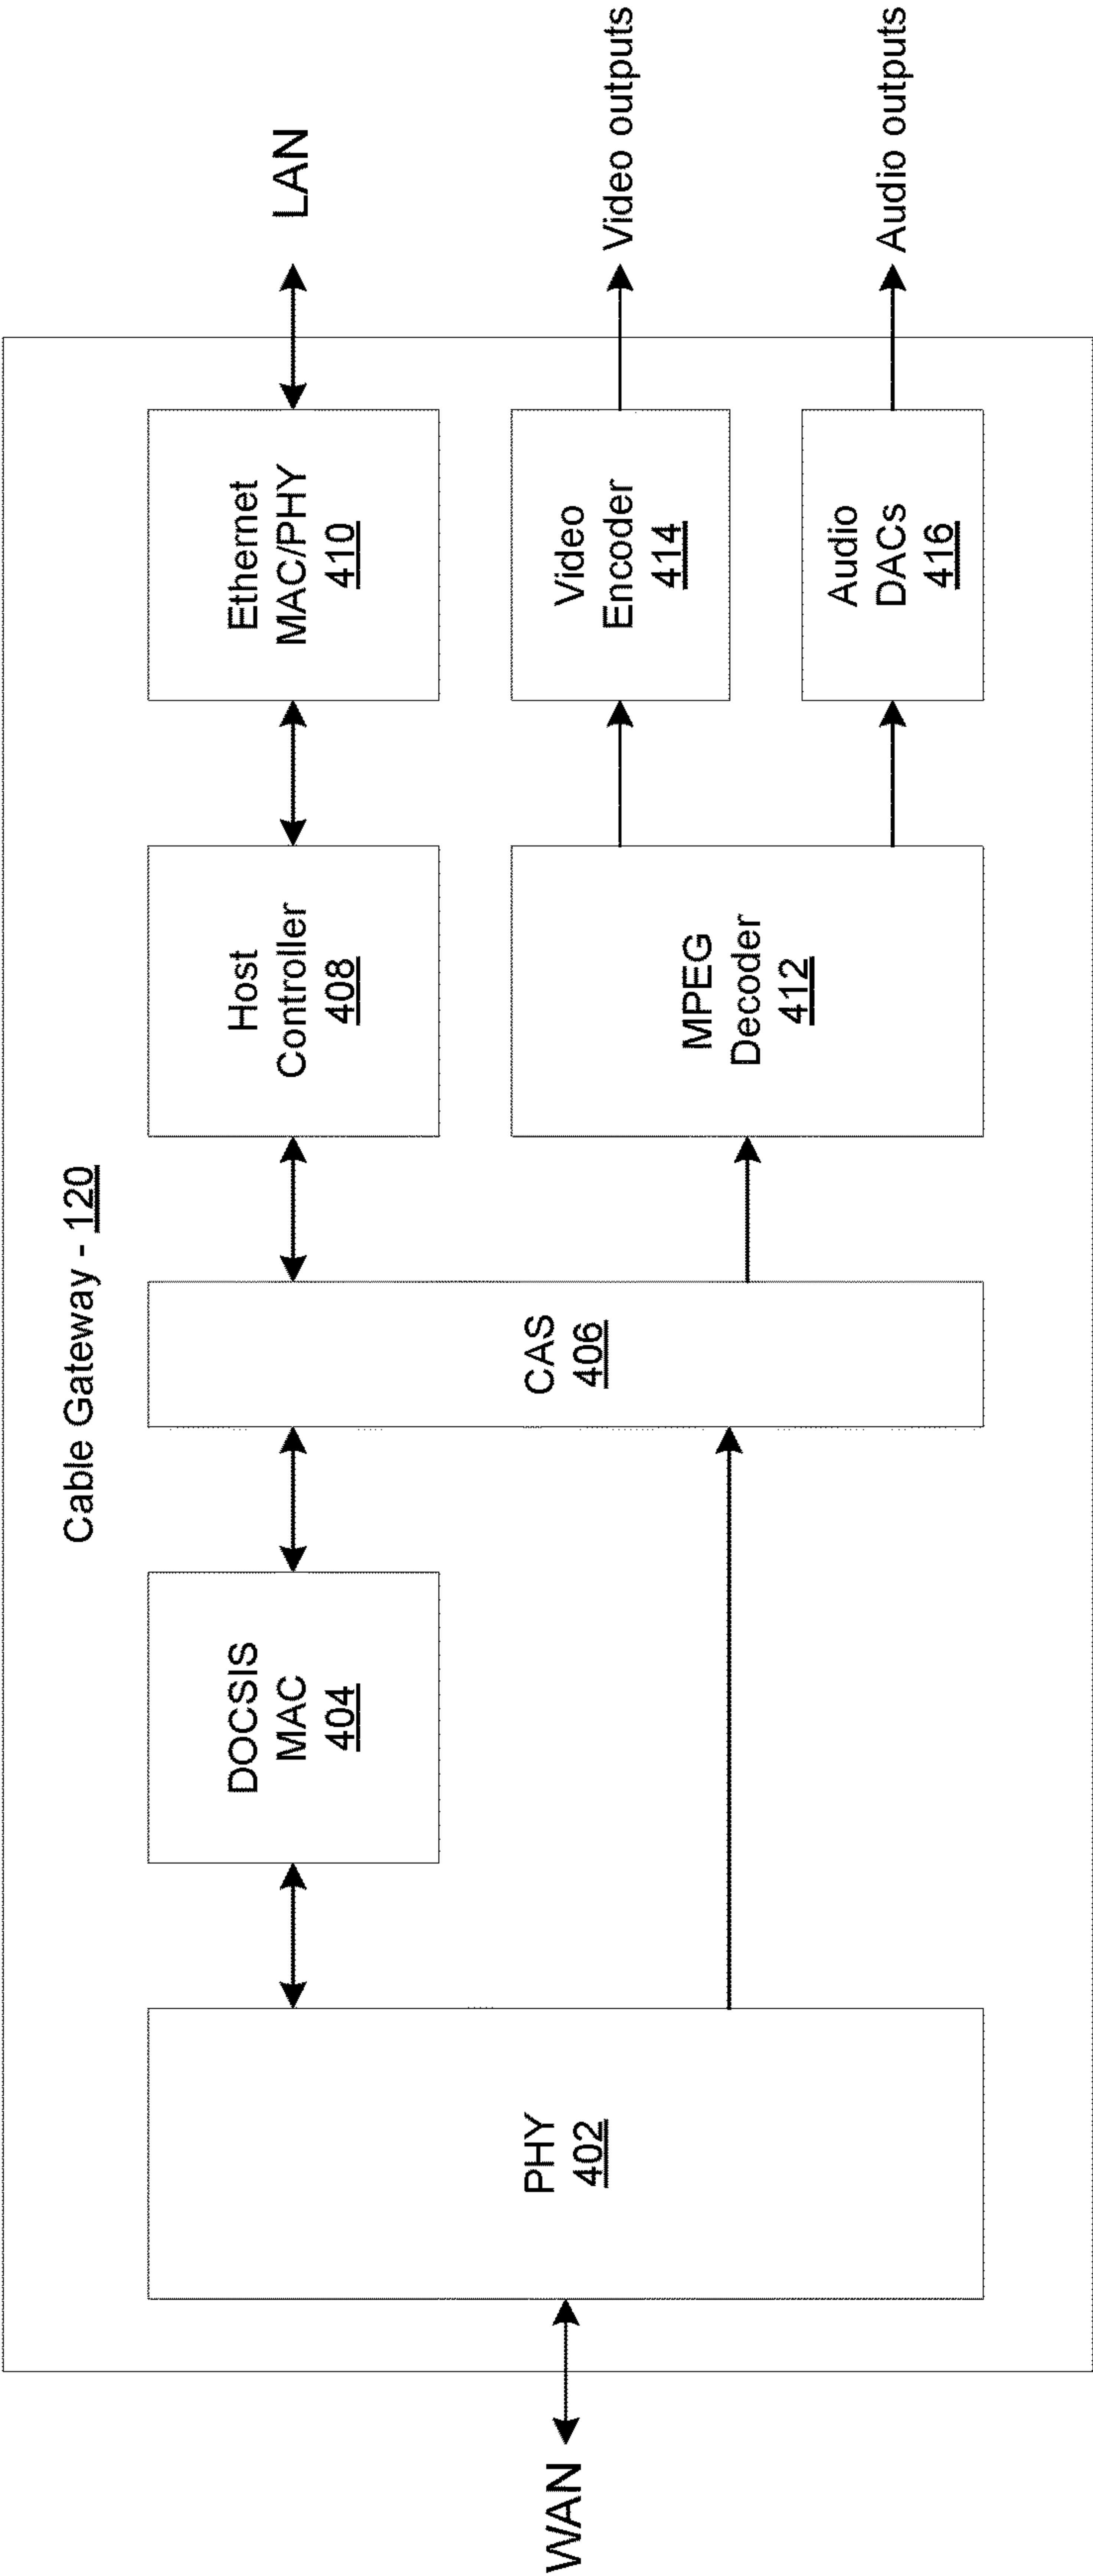 Cable Gateway - 120
WAN
PHY
402
DOCSIS
MAC
404
CAS
406
Host
Controller
408
Ethernet
MAC/PHY
410
LAN
MPEG
Decoder
412
Video
Encoder
414
Video outputs
Audio
DACs
416
Audio outputs